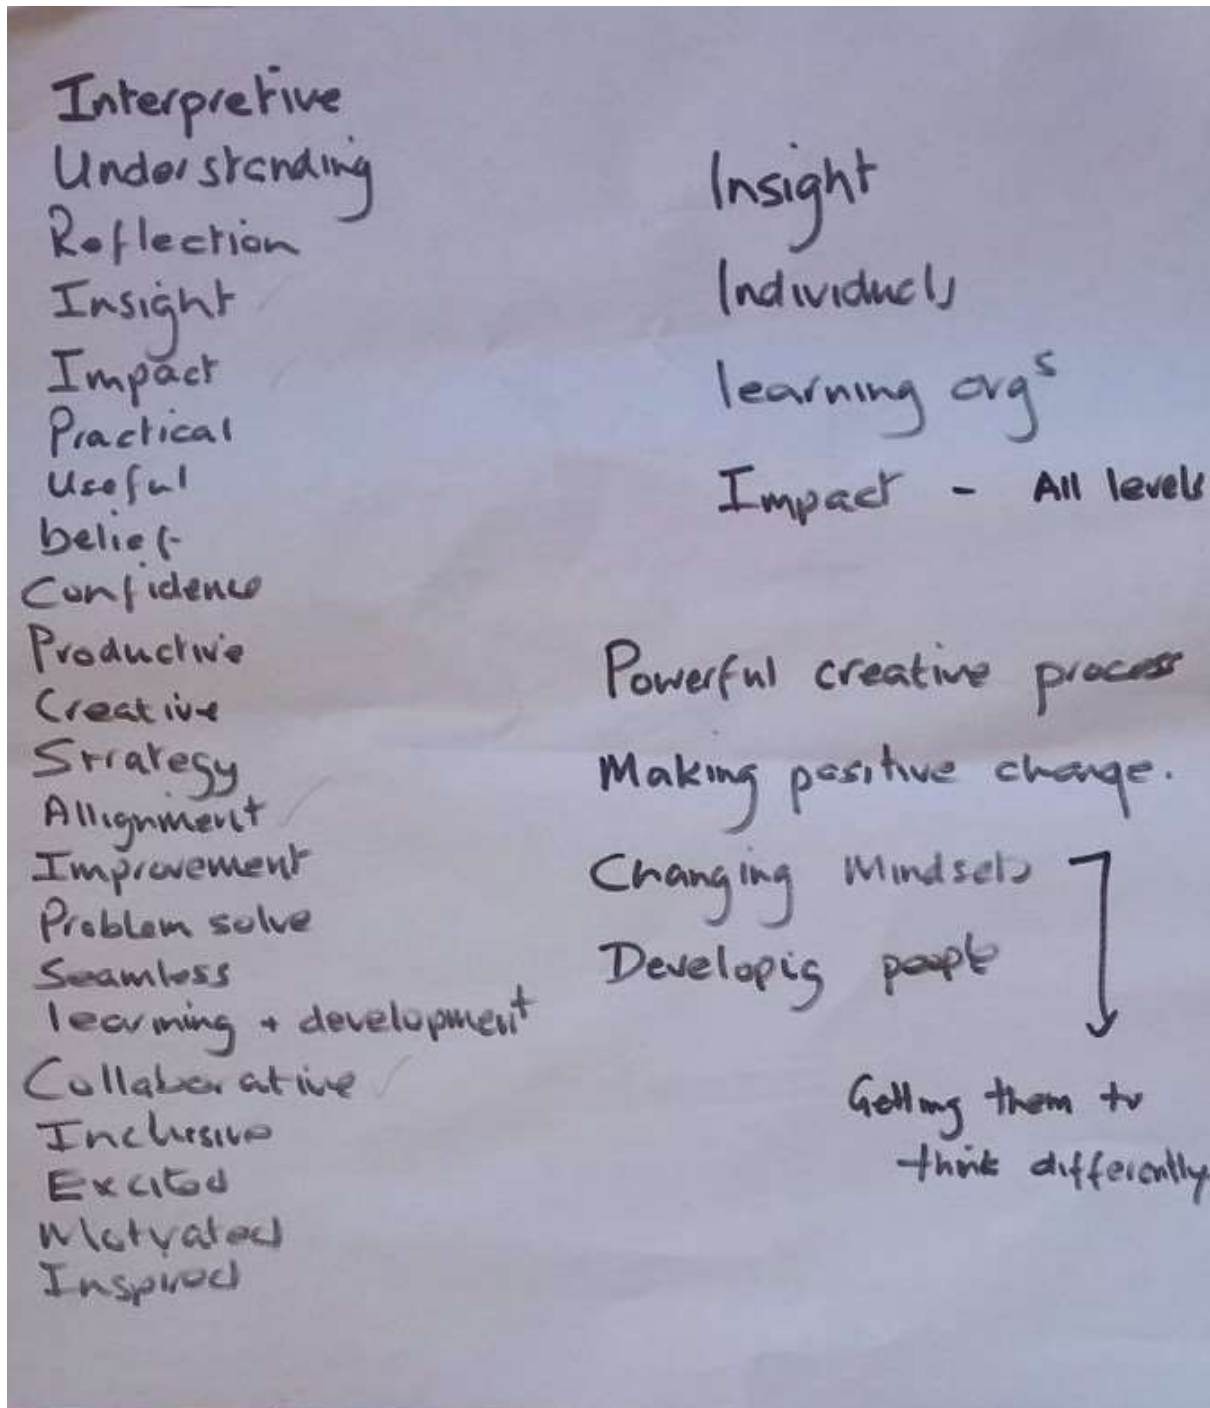 Interpretive
Understanding
Reflection
Insight
Impact
Practical
Useful
belief
Confidence
Productive
Creative
Strategy
Allignment
Improvement
Problem solve
Seamless
learning + development
Collaborative
Inclusive
Excited
Motivated
Inspired
Insight
Individuals
learning orgs
Impact - All levels
Powerful creative process
Making positive change.
Changing Mindsets
Developig people
Getting them to
think differently